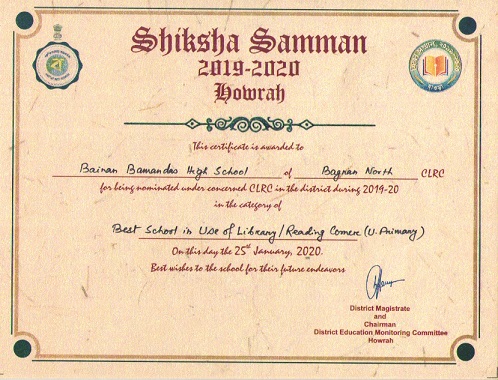 Shiksha Samman
2019-2020
Howrah
This certificate is awarded to
Bainan Bamandas High School of Bagnan North CLRC
for being nominated under concerned CLRC in the district during 2019-20
in the category of
Best School in Use of Library/Reading Corner (U. Primary)
On this day the 25th January, 2020.
Best wishes to the school for their future endeavors
District Magistrate
and
Chairman
District Education Monitoring Committee
Howrah